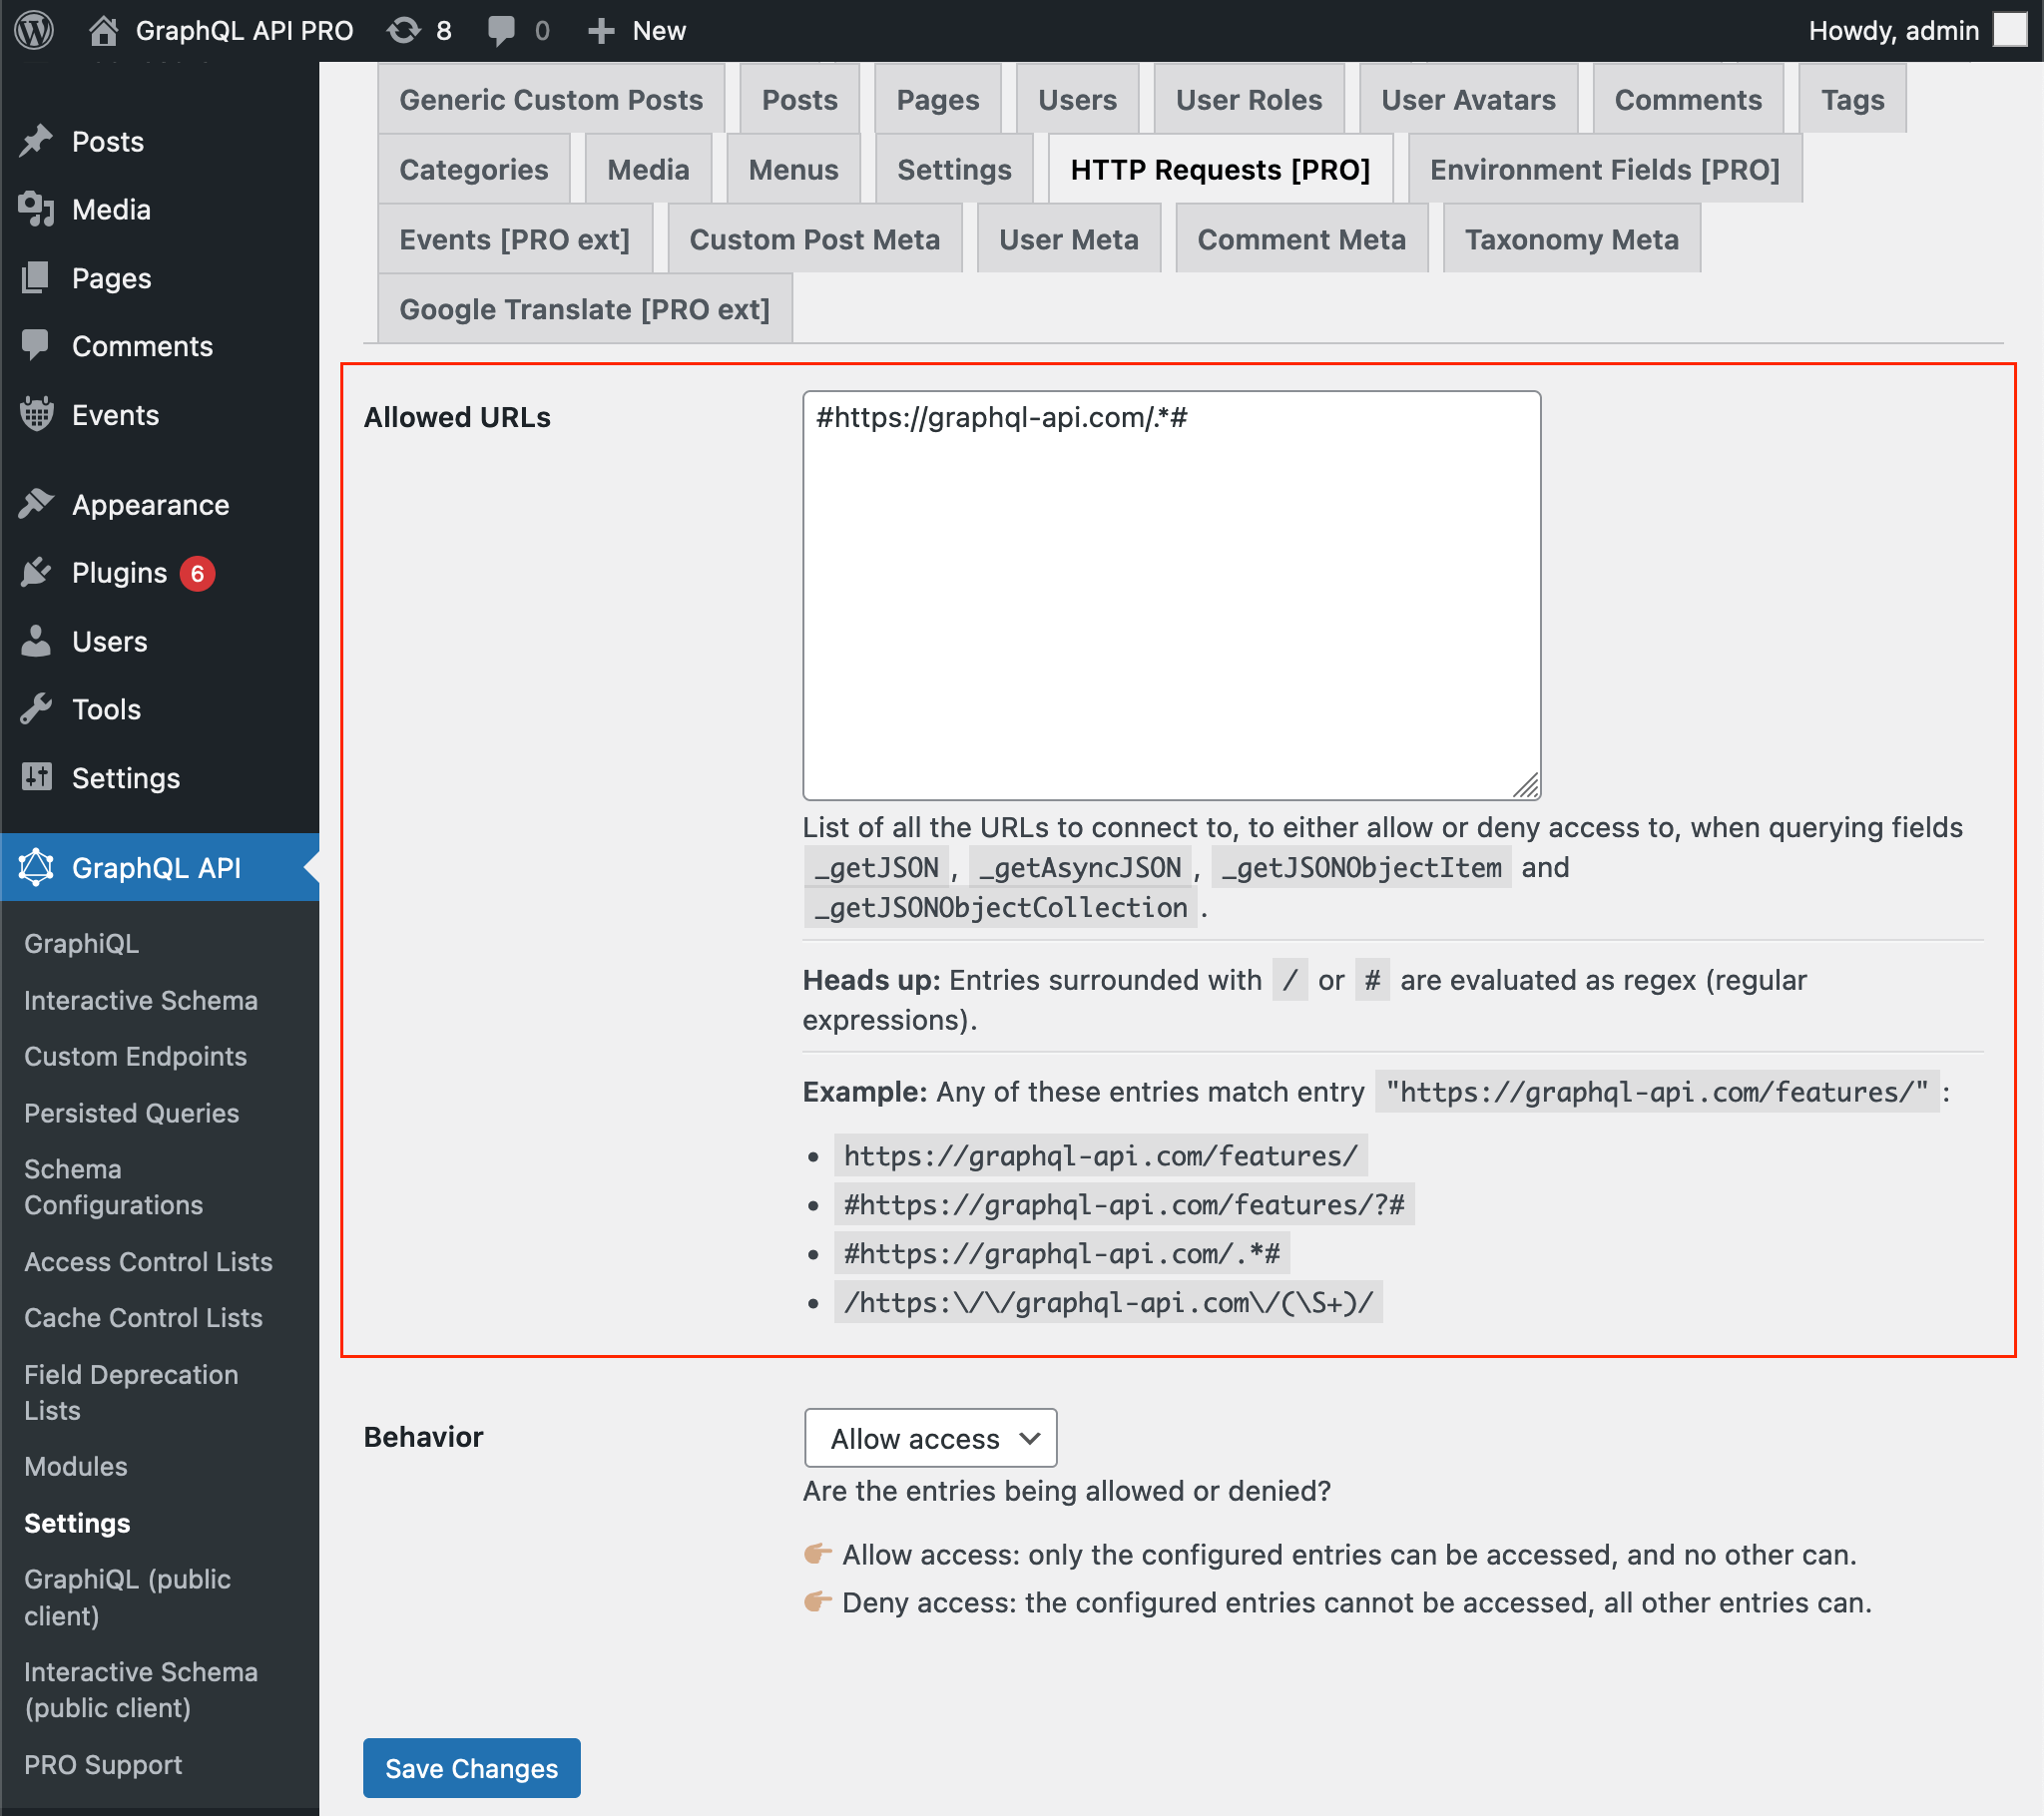 GraphQL API PRO 8 0 New Howdy, admin
Posts
Media
Pages
Comments
Events
Appearance
Plugins 6
Users
Tools
Settings
GraphQL API
GraphiQL
Interactive Schema
Custom Endpoints
Persisted Queries
Schema
Configurations
Access Control Lists
Cache Control Lists
Field Deprecation
Lists
Modules
Settings
GraphiQL (public
client)
Interactive Schema
(public client)
PRO Support
Generic Custom Posts Posts Pages Users User Roles User Avatars Comments Tags
Categories Media Menus Settings HTTP Requests [PRO] Environment Fields [PRO]
Events [PRO ext] Custom Post Meta User Meta Comment Meta Taxonomy Meta
Google Translate [PRO ext]
Allowed URLs
#https://graphql-api.com/.*#
List of all the URLs to connect to, to either allow or deny access to, when querying fields
_getJSON , _getAsyncJSON , _getJSONObjectItem and
_getJSONObjectCollection .
Heads up: Entries surrounded with / or # are evaluated as regex (regular
expressions).
Example: Any of these entries match entry "https://graphql-api.com/features/" :
• https://graphql-api.com/features/
• #https://graphql-api.com/features/?#
• #https://graphql-api.com/.*#
• /https:\/\/graphql-api.com\/(\S+)/
Behavior
Allow access
Are the entries being allowed or denied?
👉🏽 Allow access: only the configured entries can be accessed, and no other can.
👉🏽 Deny access: the configured entries cannot be accessed, all other entries can.
Save Changes